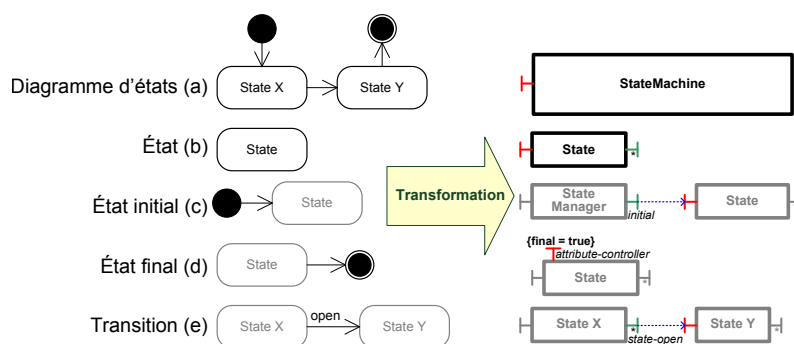 State X State Y
Diagramme d'états (a)
StateMachine
État (b)
State
State
*
Transformation
État initial (c)
State
State
Manager
initial
State
*
{final = true}
attribute-controller
État final (d)
State
State
*
Transition (e)
State X
open
State Y
State X
*
state-open
State Y
*